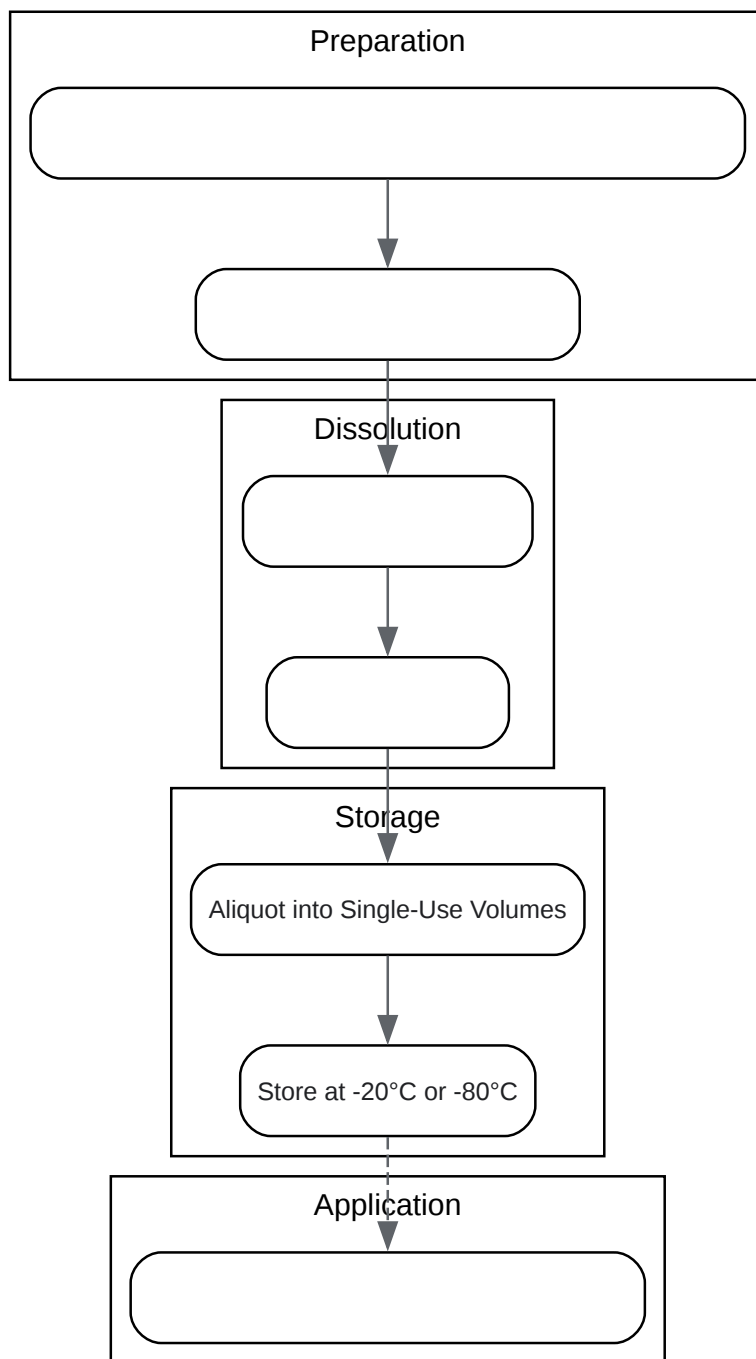 Preparation
Dissolution
Storage
Aliquot into Single-Use Volumes
Store at -20°C or -80°C
Application